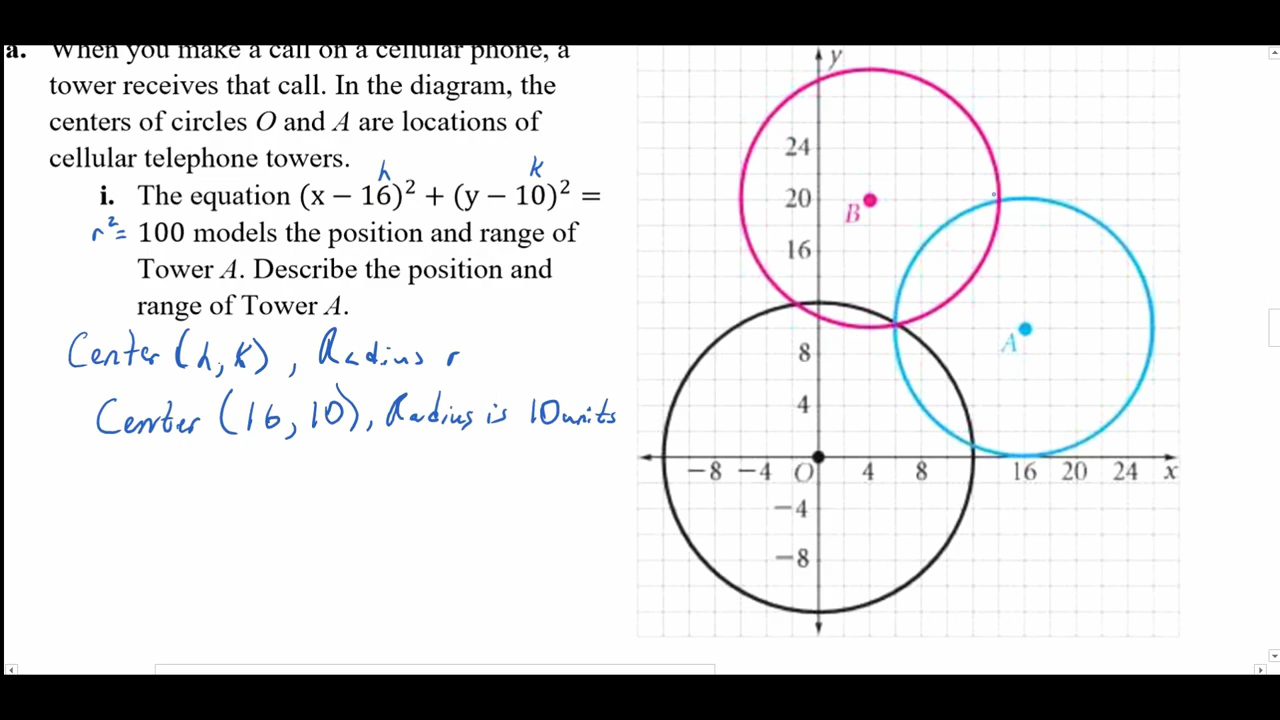 a. When you make a call on a cellular phone, a
tower receives that call. In the diagram, the
centers of circles O and A are locations of
cellular telephone towers.
h k
i. The equation (x − 16)² + (y − 10)² =
r² = 100 models the position and range of
Tower A. Describe the position and
range of Tower A.
Center (h, k), Radius r
Center (16, 10), Radius is 10 units
y
24
20
B
16
A
8
4
−8 −4 O 4 8 16 20 24 x
−4
−8